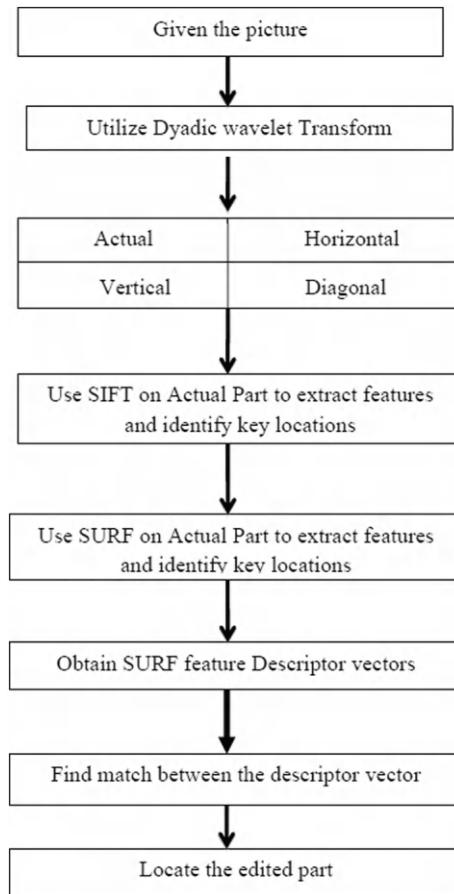 Given the picture
Utilize Dyadic wavelet Transform
Actual Horizontal
Vertical Diagonal
Use SIFT on Actual Part to extract features
and identify key locations
Use SURF on Actual Part to extract features
and identify key locations
Obtain SURF feature Descriptor vectors
Find match between the descriptor vector
Locate the edited part